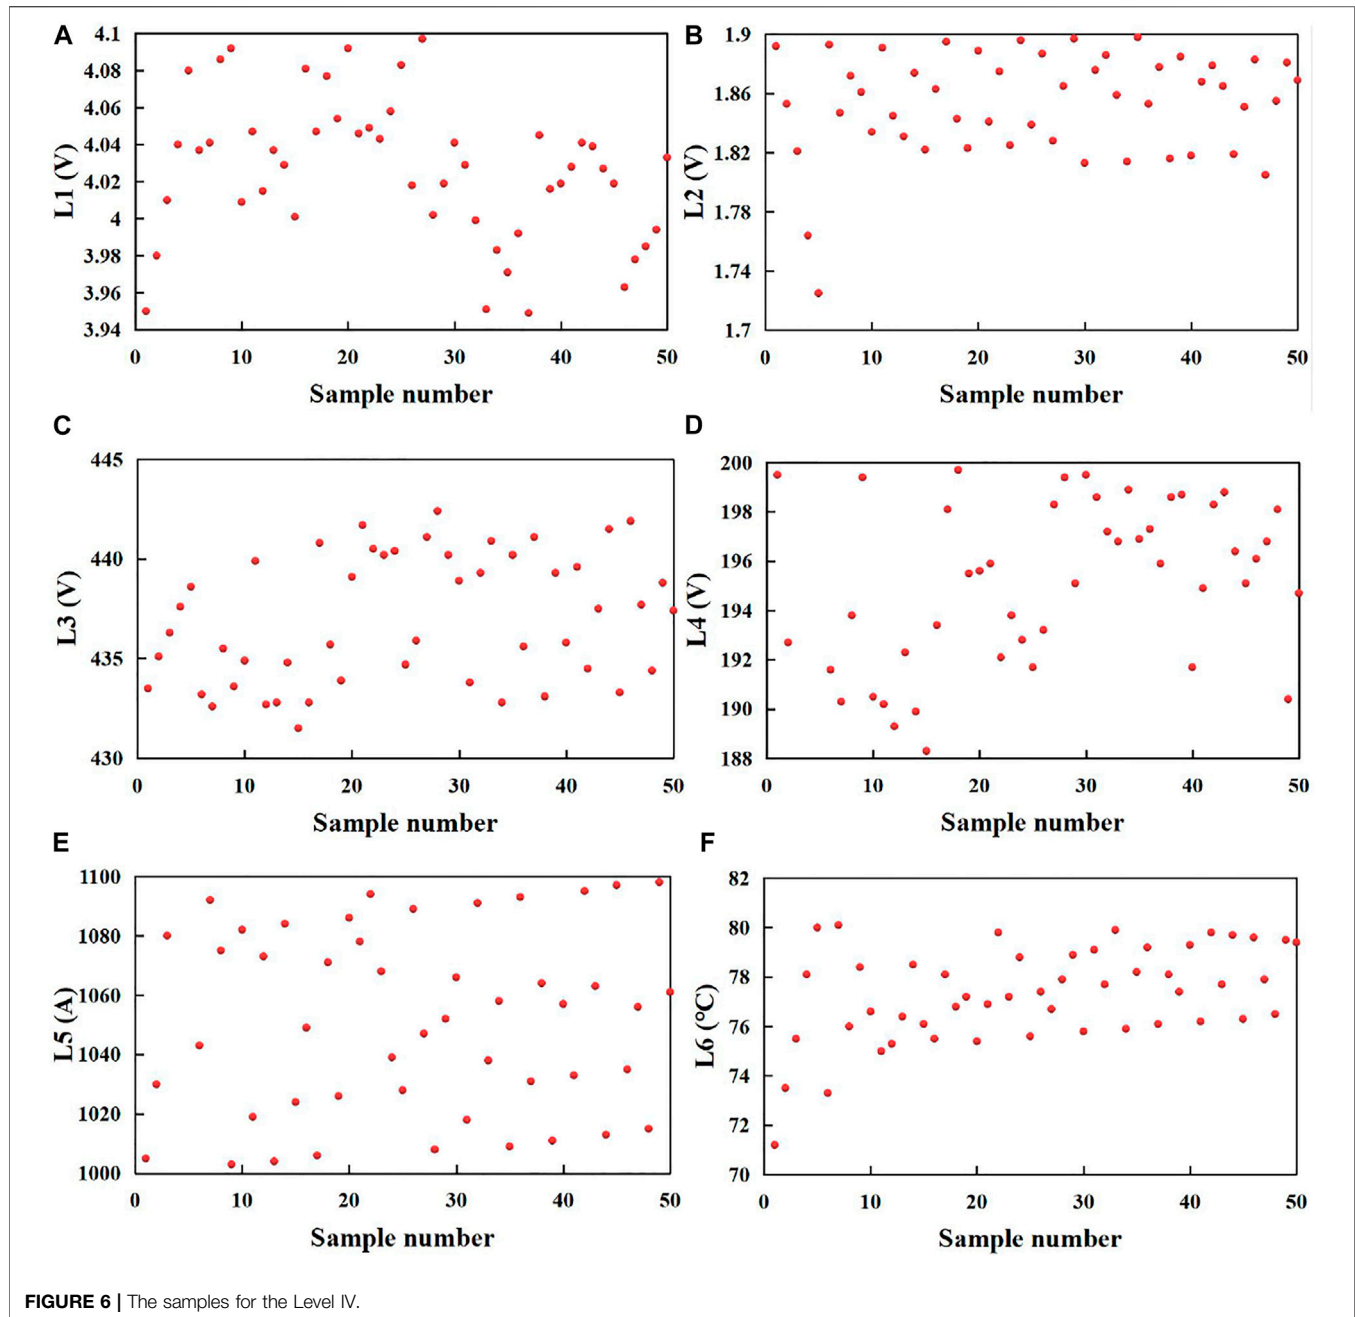 A
L1 (V)
4.1
4.08
4.06
4.04
4.02
4
3.98
3.96
3.94
0 10 20 30 40 50
Sample number
B
L2 (V)
1.9
1.86
1.82
1.78
1.74
1.7
0 10 20 30 40 50
Sample number
C
L3 (V)
445
440
435
430
0 10 20 30 40 50
Sample number
D
L4 (V)
200
198
196
194
192
190
188
0 10 20 30 40 50
Sample number
E
L5 (A)
1100
1080
1060
1040
1020
1000
0 10 20 30 40 50
Sample number
F
L6 (°C)
82
80
78
76
74
72
70
0 10 20 30 40 50
Sample number
FIGURE 6 | The samples for the Level IV.